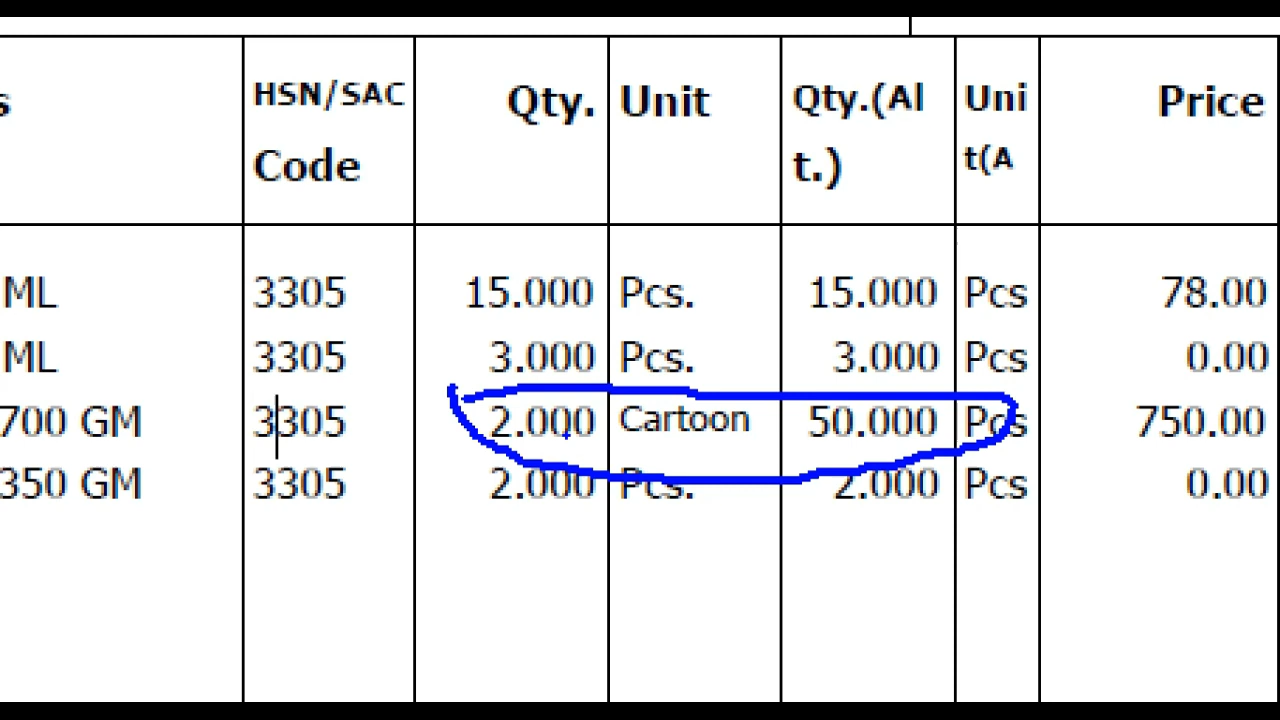 s HSN/SAC Code Qty. Unit Qty.(Alt.) Unit(A Price
ML 3305 15.000 Pcs. 15.000 Pcs 78.00
ML 3305 3.000 Pcs. 3.000 Pcs 0.00
700 GM 3305 2.000 Cartoon 50.000 Pcs 750.00
350 GM 3305 2.000 Pcs. 2.000 Pcs 0.00